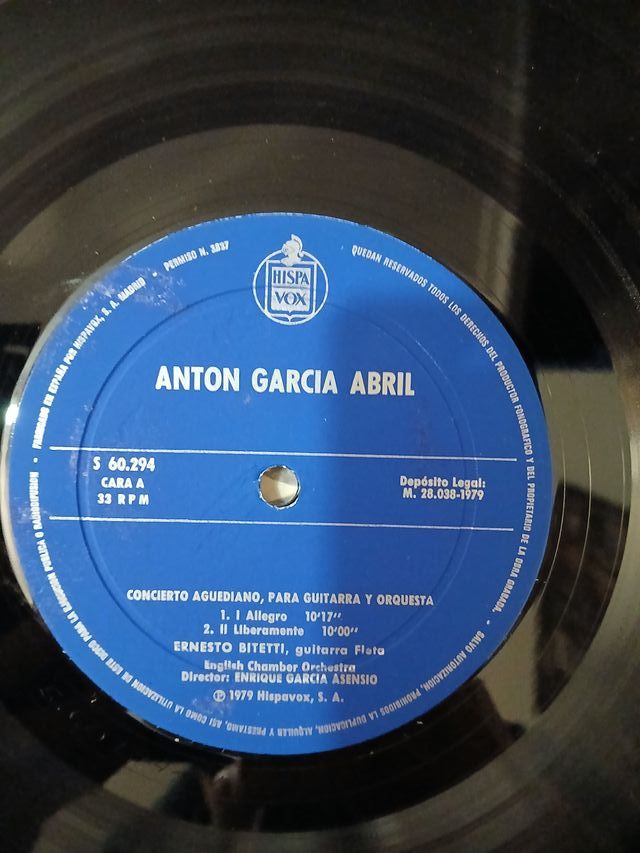 FABRICADO EN ESPAÑA POR HISPAVOX, S. A. MADRID • PERMISO N. 3837
QUEDAN RESERVADOS TODOS LOS DERECHOS DEL PRODUCTOR FONOGRAFICO Y DEL PROPIETARIO DE LA OBRA GRABADA. • SALVO AUTORIZACION, PROHIBIDOS LA DUPLICACION, ALQUILER Y PRESTAMO, ASI COMO LA UTILIZACION DE ESTE DISCO PARA LA EJECUCION PUBLICA O RADIODIFUSION •
HISPA
VOX
ANTON GARCIA ABRIL
S 60.294
CARA A
33 R P M
Depósito Legal:
M. 28.038-1979
CONCIERTO AGUEDIANO, PARA GUITARRA Y ORQUESTA
1. I Allegro 10'17"
2. II Liberamente 10'00"
ERNESTO BITETTI, guitarra Fleta
English Chamber Orchestra
Director: ENRIQUE GARCIA ASENSIO
Ⓟ 1979 Hispavox, S. A.